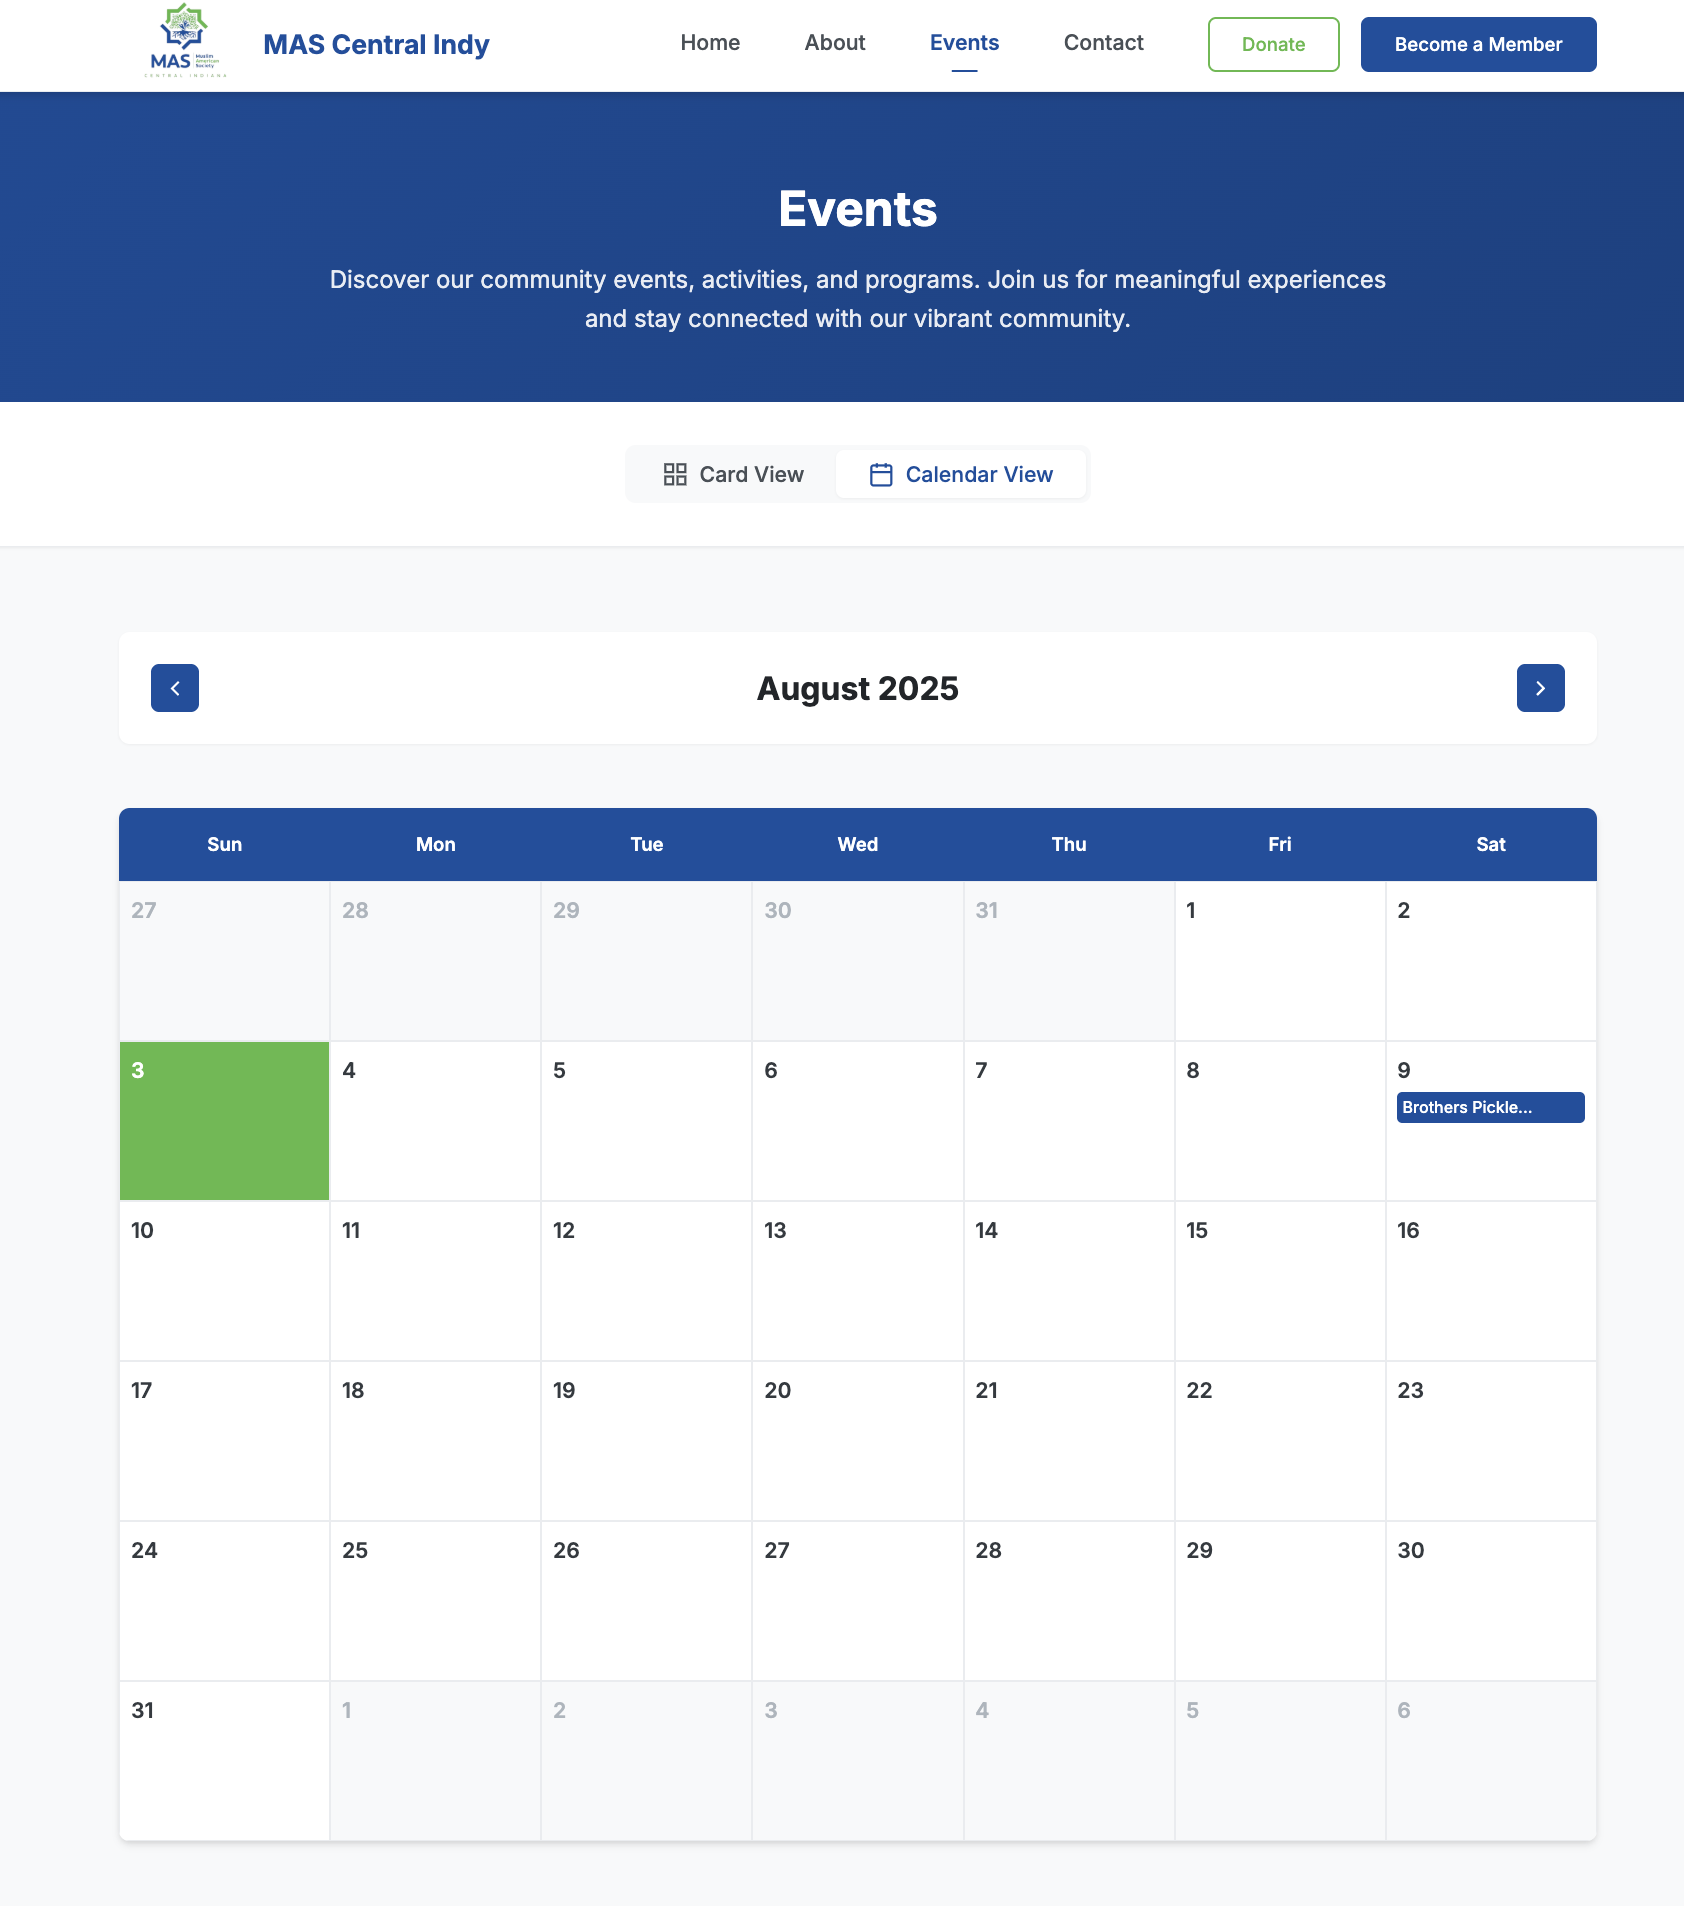 MAS
Muslim
American
Society
CENTRAL INDIANA
MAS Central Indy
Home
About
Events
Contact
Donate
Become a Member
Events
Discover our community events, activities, and programs. Join us for meaningful experiences
and stay connected with our vibrant community.
Card View
Calendar View
August 2025
Sun Mon Tue Wed Thu Fri Sat
27 28 29 30 31 1 2
3 4 5 6 7 8 9
Brothers Pickle...
10 11 12 13 14 15 16
17 18 19 20 21 22 23
24 25 26 27 28 29 30
31 1 2 3 4 5 6